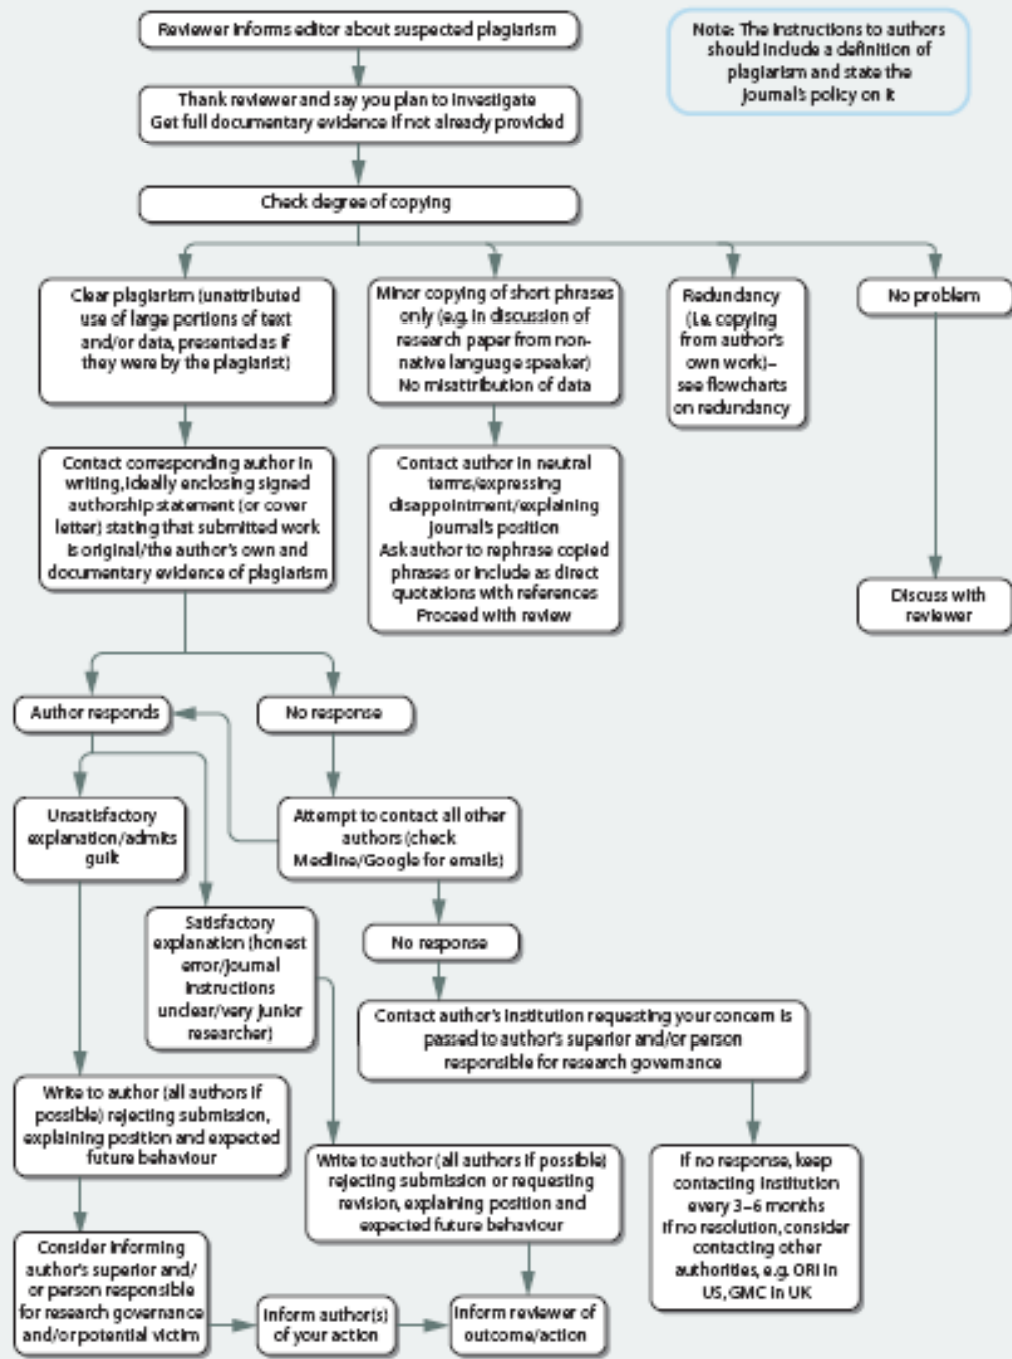 Reviewer informs editor about suspected plagiarism
Note: The instructions to authors
should include a definition of
plagiarism and state the
journal's policy on it
Thank reviewer and say you plan to investigate
Get full documentary evidence if not already provided
Check degree of copying
Clear plagiarism (unattributed
use of large portions of text
and/or data, presented as if
they were by the plagiarist)
Minor copying of short phrases
only (e.g. in discussion of
research paper from non-
native language speaker)
No misattribution of data
Redundancy
(i.e. copying
from author's
own work)–
see flowcharts
on redundancy
No problem
Contact corresponding author in
writing, ideally enclosing signed
authorship statement (or cover
letter) stating that submitted work
is original/the author's own and
documentary evidence of plagiarism
Contact author in neutral
terms/expressing
disappointment/explaining
journal's position
Ask author to rephrase copied
phrases or include as direct
quotations with references
Proceed with review
Discuss with
reviewer
Author responds
No response
Unsatisfactory
explanation/admits
guilt
Attempt to contact all other
authors (check
Medline/Google for emails)
Satisfactory
explanation (honest
error/journal
instructions
unclear/very junior
researcher)
No response
Contact author's institution requesting your concern is
passed to author's superior and/or person
responsible for research governance
Write to author (all authors if
possible) rejecting submission,
explaining position and expected
future behaviour
Write to author (all authors if possible)
rejecting submission or requesting
revision, explaining position and
expected future behaviour
If no response, keep
contacting institution
every 3–6 months
If no resolution, consider
contacting other
authorities, e.g. ORI in
US, GMC in UK
Consider informing
author's superior and/
or person responsible
for research governance
and/or potential victim
Inform author(s)
of your action
Inform reviewer of
outcome/action